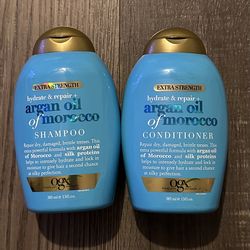 EXTRA STRENGTH
hydrate & repair +
argan oil
of morocco
SHAMPOO
Repair dry, damaged, brittle tresses. This
extra powerful formula with argan oil
of Morocco and silk proteins
helps to intensely hydrate and lock in
moisture to give hair a second chance
at silky perfection.
ogx
EXTRA STRENGTH
hydrate & repair +
argan oil
of morocco
CONDITIONER
Repair dry, damaged, brittle tresses. This
extra powerful formula with argan oil
of Morocco and silk proteins
helps to intensely hydrate and lock in
moisture to give hair a second chance
at silky perfection.
ogx